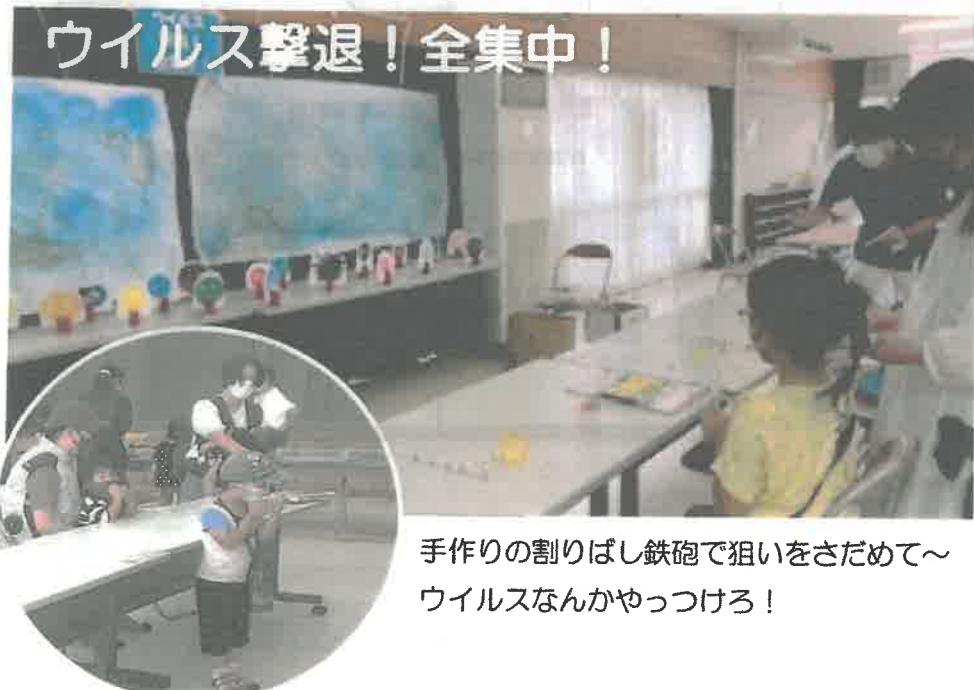 ウイルス撃退！全集中！
手作りの割りばし鉄砲で狙いをさだめて～
ウイルスなんかやっつけろ！